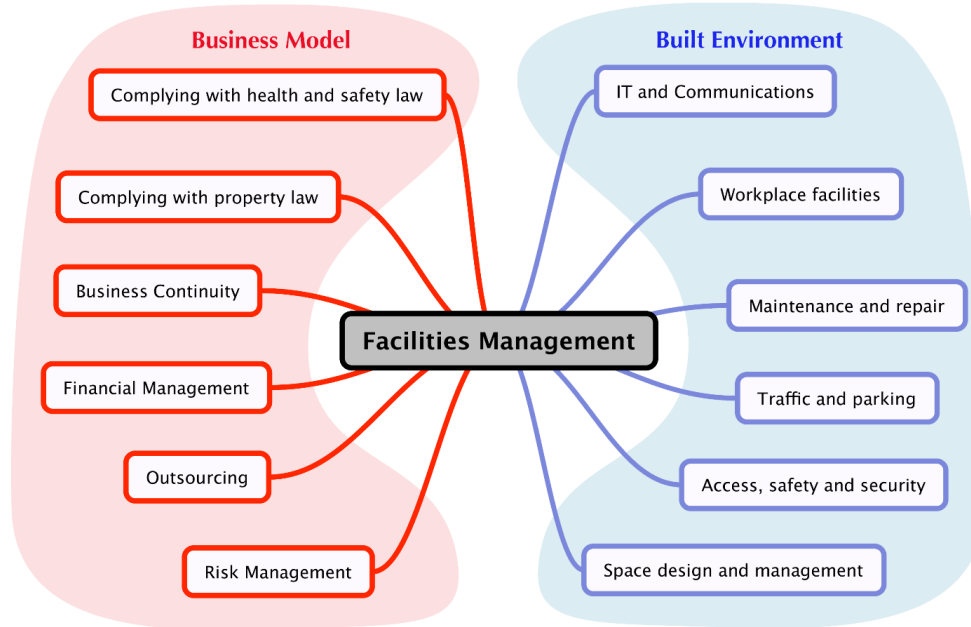 Business Model
Complying with health and safety law
Complying with property law
Business Continuity
Financial Management
Outsourcing
Risk Management
Facilities Management
Built Environment
IT and Communications
Workplace facilities
Maintenance and repair
Traffic and parking
Access, safety and security
Space design and management